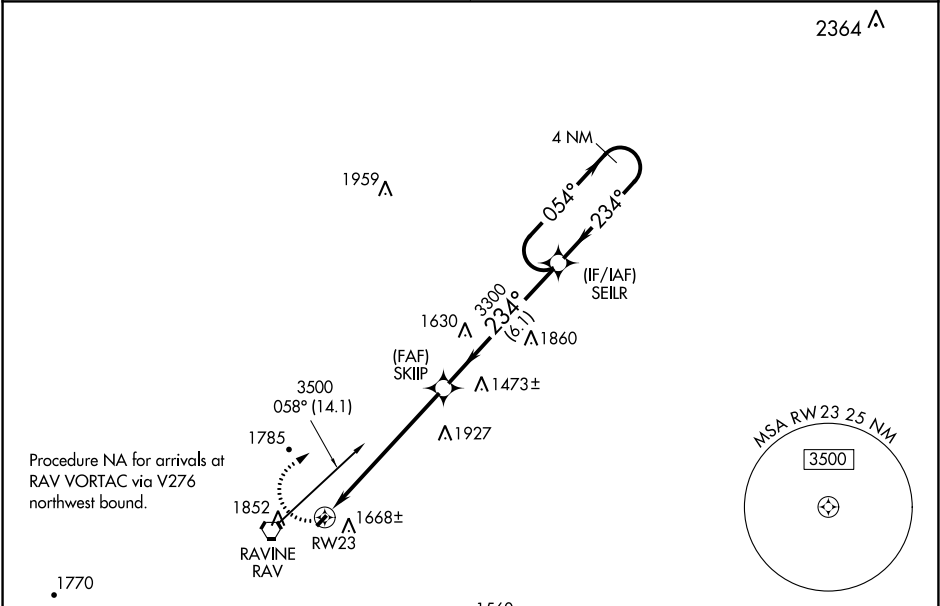 2364
4 NM
1959
054°
234°
(IF/IAF)
SEILR
3300
234°
(6.1)
1630
1860
(FAF)
SKIIP
1473±
3500
058° (14.1)
1927
MSA RW 23 25 NM
3500
1785
Procedure NA for arrivals at
RAV VORTAC via V276
northwest bound.
1852
1668±
RW23
RAVINE
RAV
1770